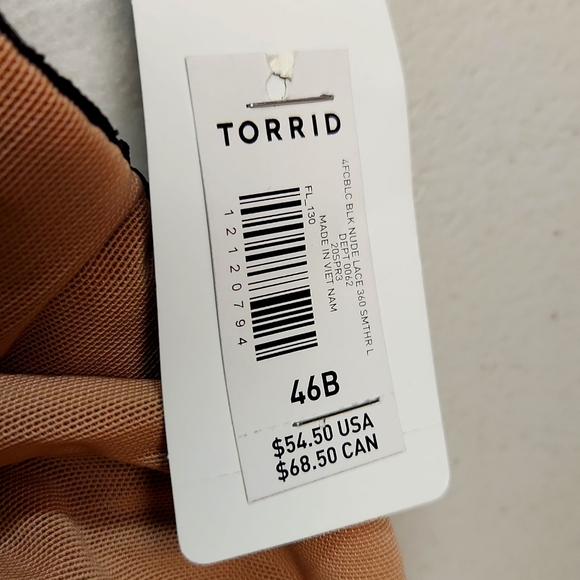 TORRID
4FCBLC BLK NUDE LACE 360 SMTHR L
DEPT 0062
20SPR3
MADE IN VIET NAM
FL_130
12120794
46B
$54.50 USA
$68.50 CAN